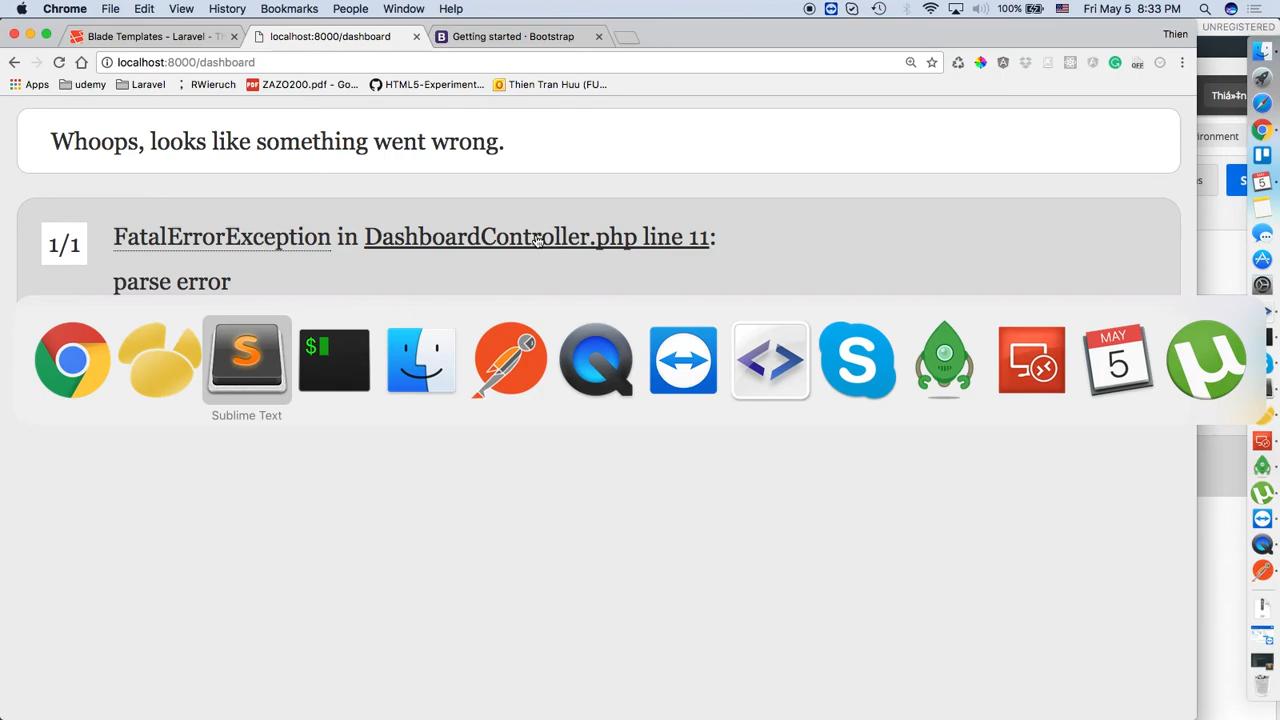 Chrome File Edit View History Bookmarks People Window Help 100% Fri May 5 8:33 PM
UNREGISTERED
Blade Templates - Laravel - Th
localhost:8000/dashboard
Getting started · Bootstrap
Thien
localhost:8000/dashboard
Apps udemy Laravel RWieruch ZAZO200.pdf - Go... HTML5-Experiment... Thien Tran Huu (FU...
Whoops, looks like something went wrong.
1/1
FatalErrorException in DashboardController.php line 11:
parse error
$
MAY
5
Sublime Text
Thiá»‡n